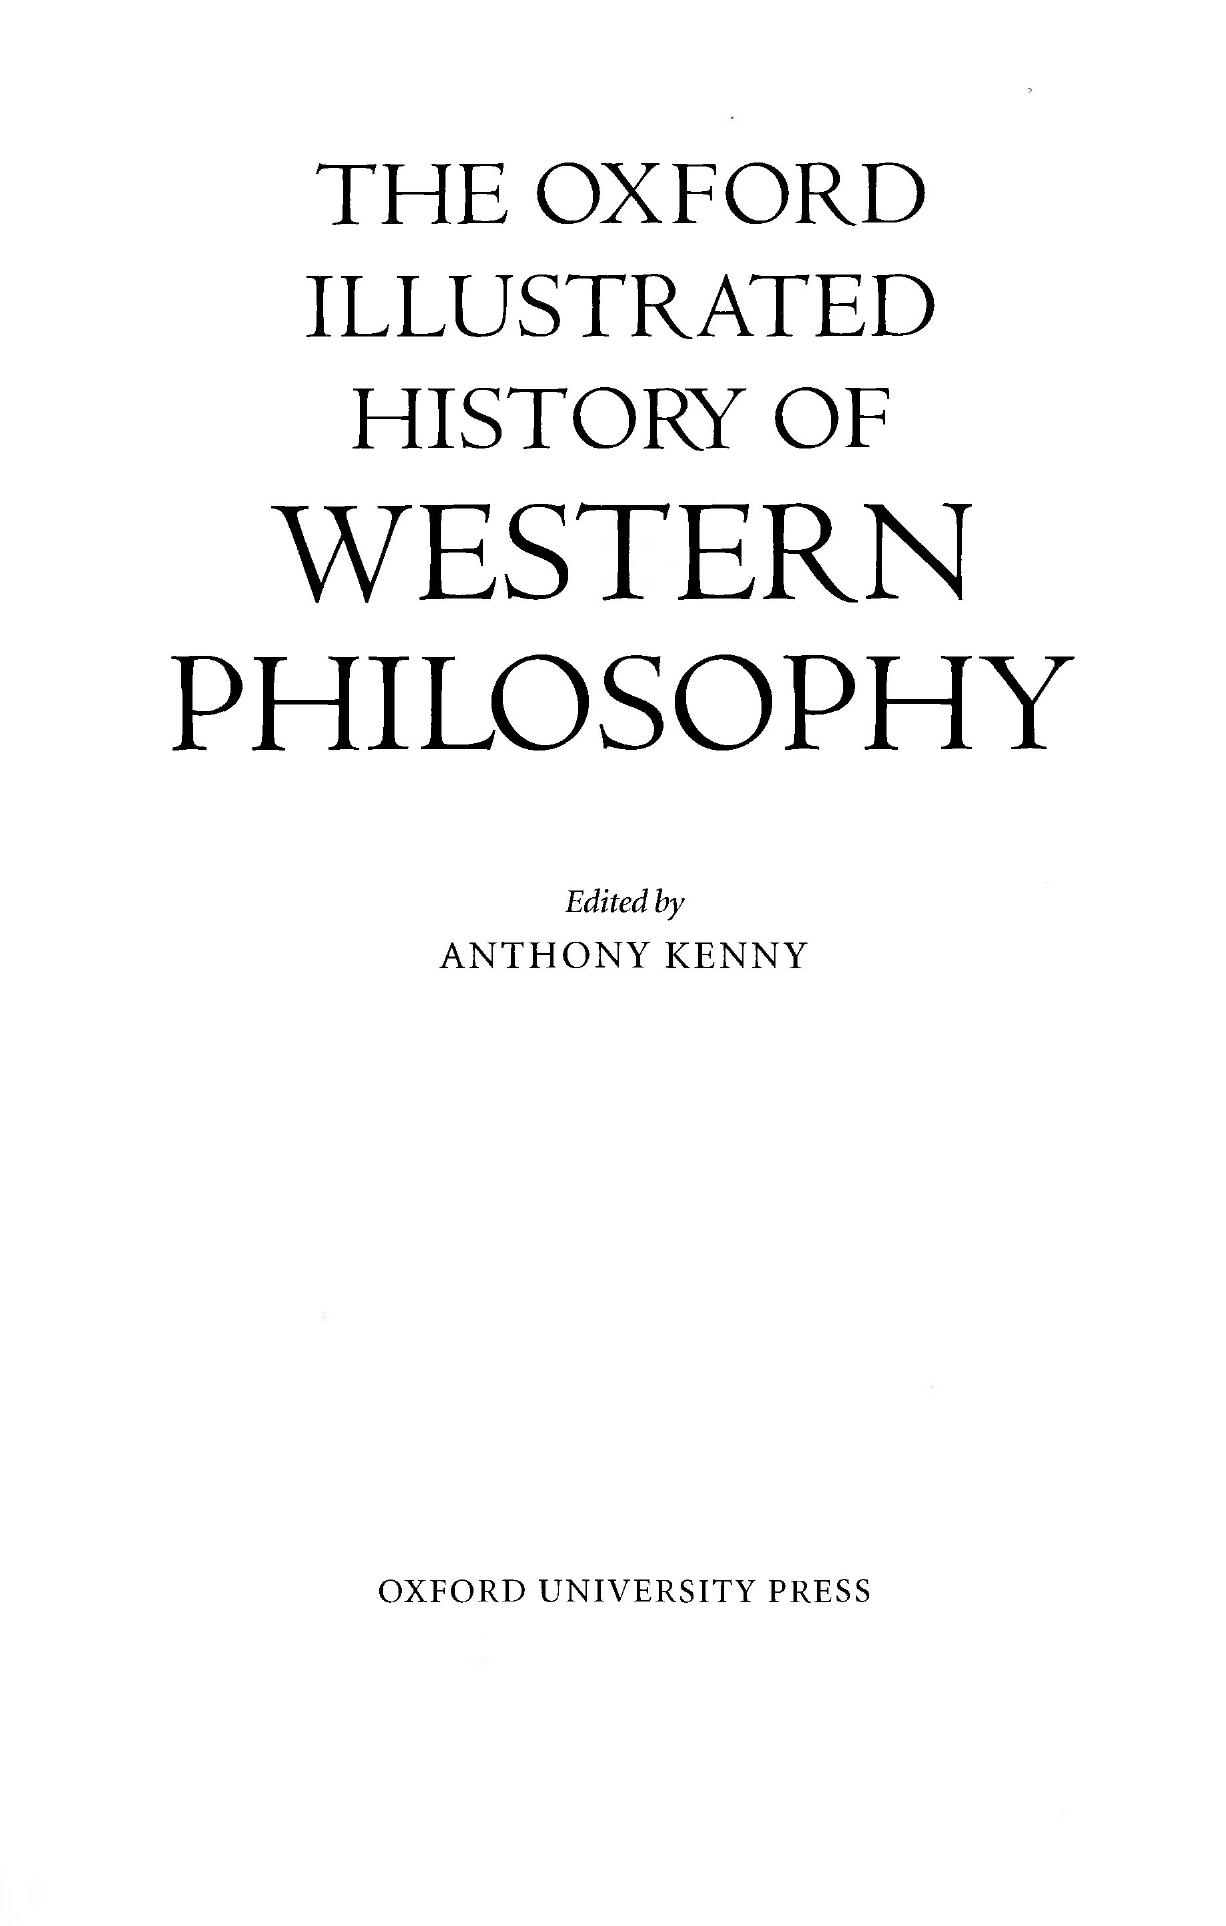 THE OXFORD
ILLUSTRATED
HISTORY OF
WESTERN
PHILOSOPHY
Edited by
ANTHONY KENNY
OXFORD UNIVERSITY PRESS